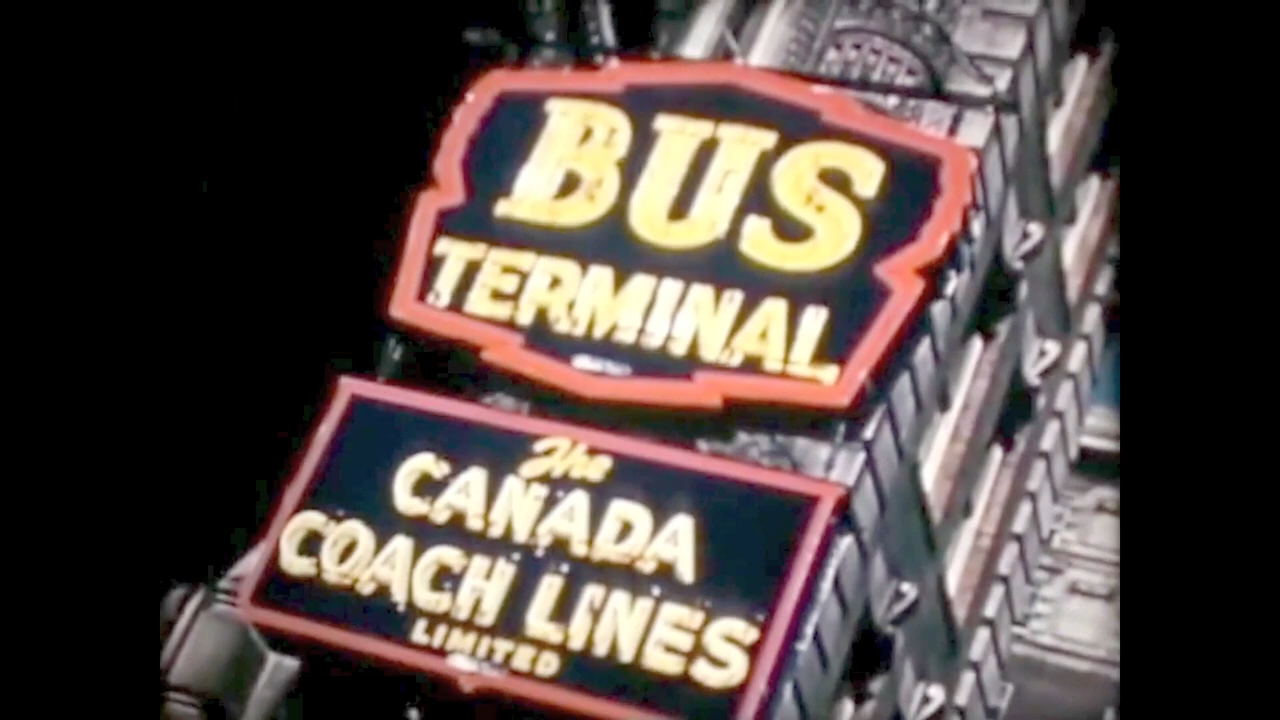 BUS
TERMINAL
The
CANADA
COACH LINES
LIMITED